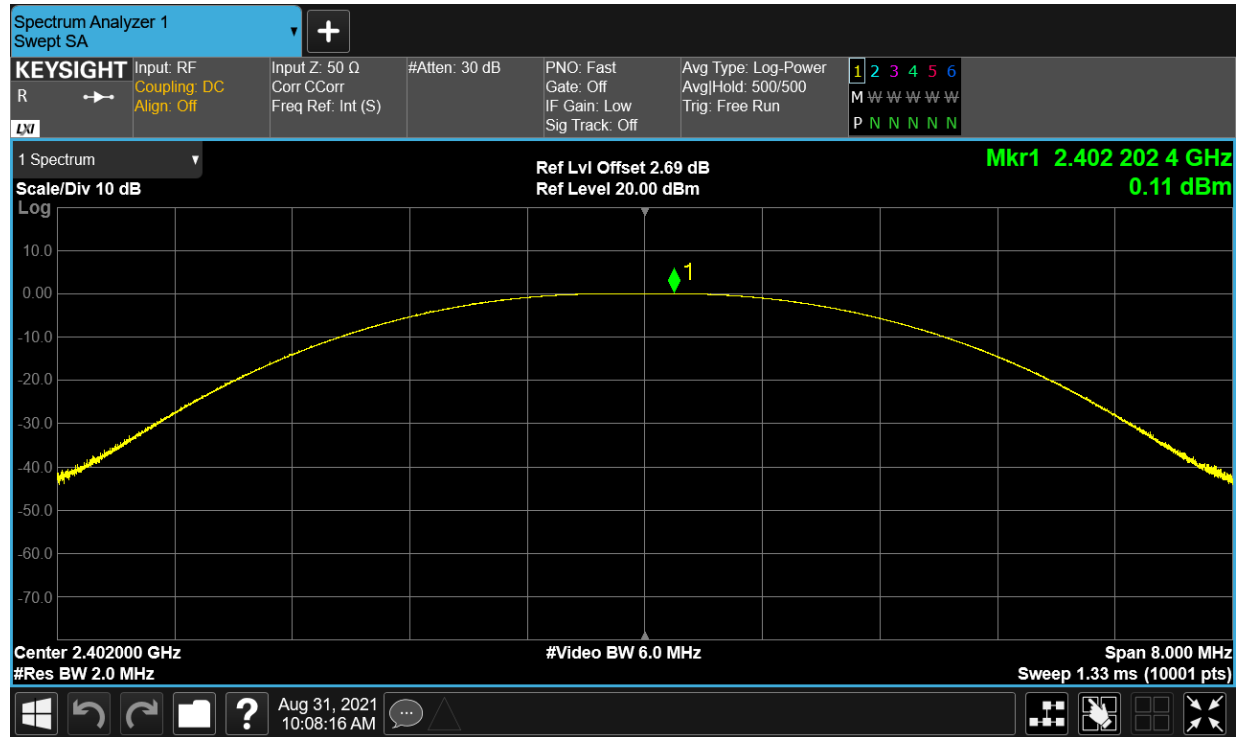 Spectrum Analyzer 1
Swept SA
KEYSIGHT
R
LXI
Input: RF
Coupling: DC
Align: Off
Input Z: 50 Ω
Corr CCorr
Freq Ref: Int (S)
#Atten: 30 dB
PNO: Fast
Gate: Off
IF Gain: Low
Sig Track: Off
Avg Type: Log-Power
Avg|Hold: 500/500
Trig: Free Run
1 2 3 4 5 6
M W W W W W
P N N N N N
1 Spectrum
Scale/Div 10 dB
Log
Ref Lvl Offset 2.69 dB
Ref Level 20.00 dBm
Mkr1 2.402 202 4 GHz
0.11 dBm
10.0
0.00
-10.0
-20.0
-30.0
-40.0
-50.0
-60.0
-70.0
1
Center 2.402000 GHz
#Res BW 2.0 MHz
#Video BW 6.0 MHz
Span 8.000 MHz
Sweep 1.33 ms (10001 pts)
?
Aug 31, 2021
10:08:16 AM